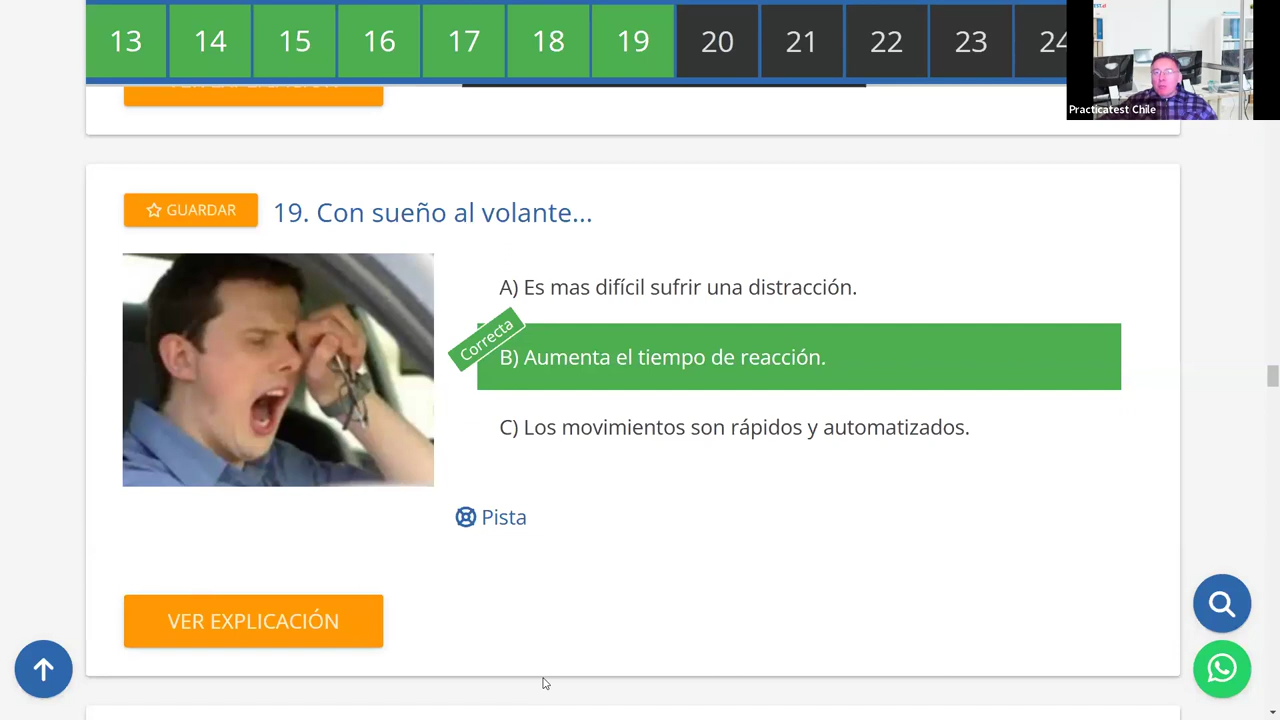 13 14 15 16 17 18 19 20 21 22 23 24
Practicatest Chile
GUARDAR
19. Con sueño al volante...
A) Es mas difícil sufrir una distracción.
Correcta
B) Aumenta el tiempo de reacción.
C) Los movimientos son rápidos y automatizados.
Pista
VER EXPLICACIÓN